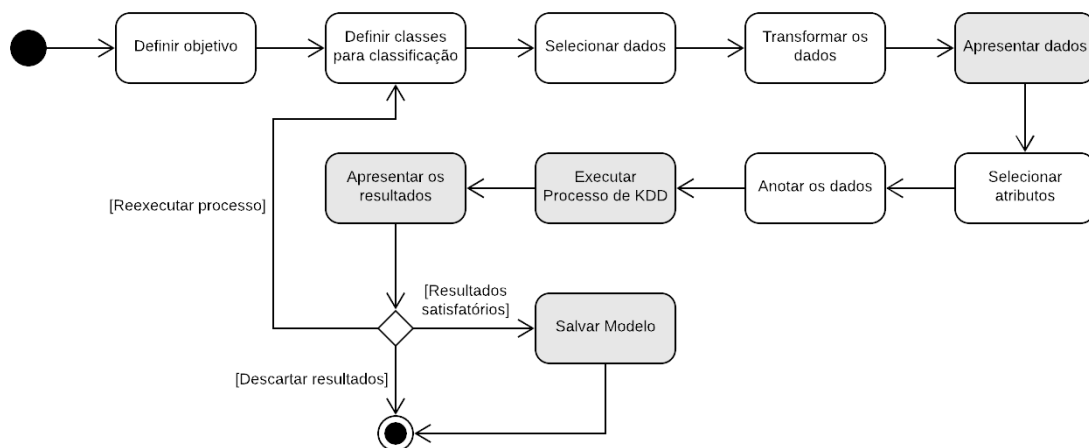 Definir objetivo
Definir classes
para classificação
Selecionar dados
Transformar os
dados
Apresentar dados
Selecionar
atributos
Anotar os dados
Executar
Processo de KDD
Apresentar os
resultados
[Reexecutar processo]
[Resultados
satisfatórios]
Salvar Modelo
[Descartar resultados]